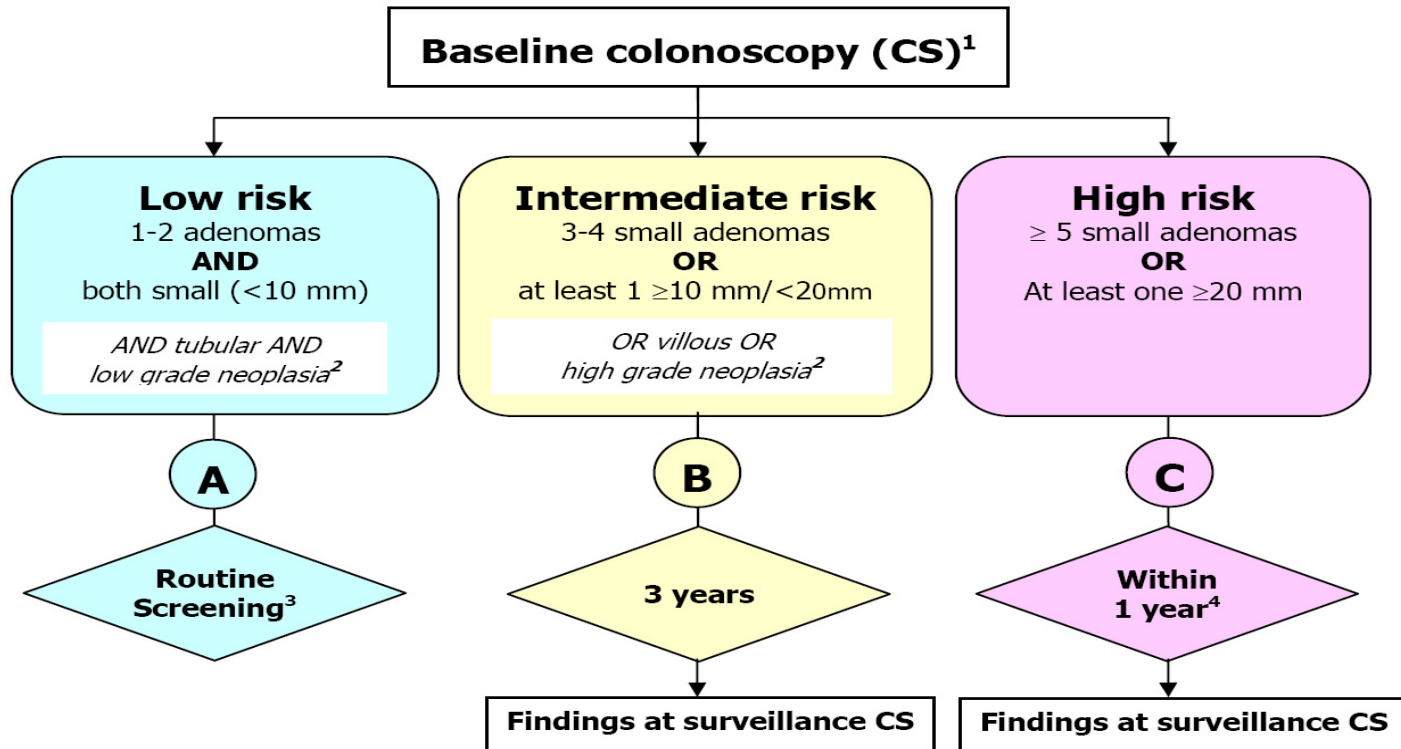 Baseline colonoscopy (CS)¹
Low risk
1-2 adenomas
AND
both small (<10 mm)
AND tubular AND
low grade neoplasia²
Intermediate risk
3-4 small adenomas
OR
at least 1 ≥10 mm/<20mm
OR villous OR
high grade neoplasia²
High risk
≥ 5 small adenomas
OR
At least one ≥20 mm
A
B
C
Routine
Screening³
3 years
Within
1 year⁴
Findings at surveillance CS
Findings at surveillance CS